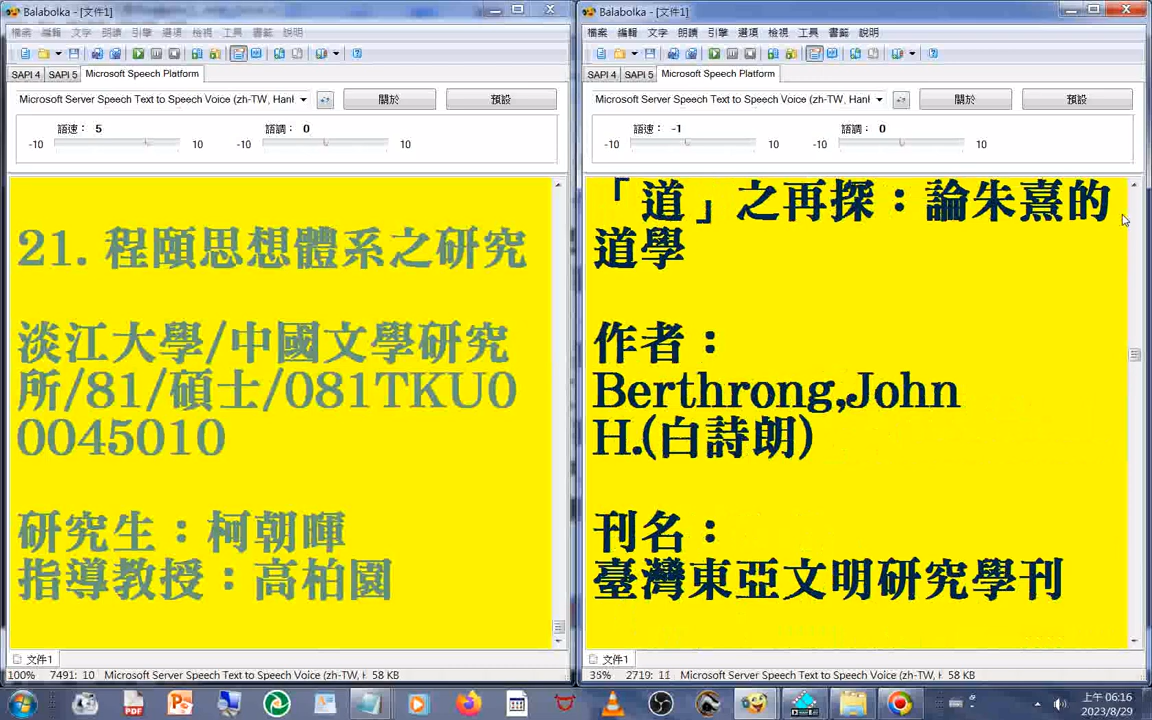 Balabolka - [文件1]
檔案 編輯 文字 朗讀 引擎 選項 檢視 工具 書籤 說明
SAPI 4 SAPI 5 Microsoft Speech Platform
Microsoft Server Speech Text to Speech Voice (zh-TW, Hanl
關於
預設
語速： 5
語調： 0
-10 10 -10 10
21. 程頤思想體系之研究
淡江大學/中國文學研究
所/81/碩士/081TKU0
0045010
研究生：柯朝暉
指導教授：高柏園
文件1
100% 7491: 10 Microsoft Server Speech Text to Speech Voice (zh-TW, H 58 KB
Balabolka - [文件1]
檔案 編輯 文字 朗讀 引擎 選項 檢視 工具 書籤 說明
SAPI 4 SAPI 5 Microsoft Speech Platform
Microsoft Server Speech Text to Speech Voice (zh-TW, Hanl
關於
預設
語速： -1
語調： 0
-10 10 -10 10
「道」之再探：論朱熹的
道學
作者：
Berthrong,John
H.(白詩朗)
刊名：
臺灣東亞文明研究學刊
文件1
35% 2719: 11 Microsoft Server Speech Text to Speech Voice (zh-TW, H 58 KB
上午 06:16
2023/8/29